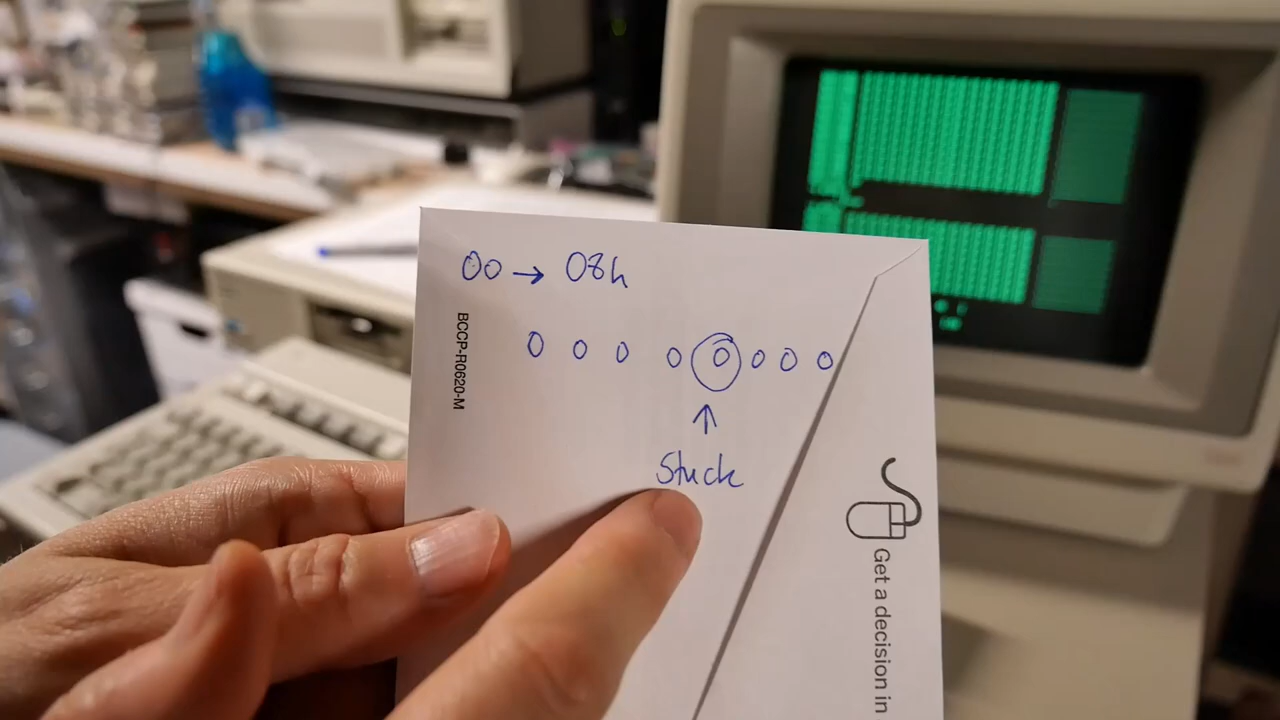 00 → 08h
0 0 0 0 0 0 0 0
Stuck
BCCP-R0620-M
Get a decision in